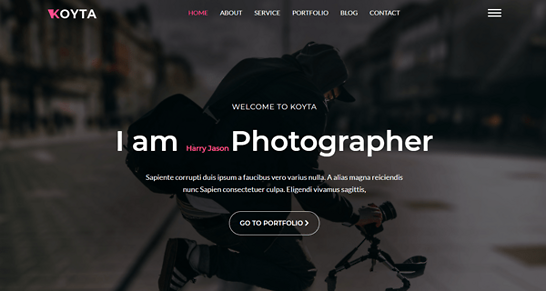 KOYTA
HOME ABOUT SERVICE PORTFOLIO BLOG CONTACT
WELCOME TO KOYTA
I am Harry Jason Photographer
Sapiente corrupti duis ipsum a faucibus vero varius nulla. A alias magna reiciendis
nunc Sapien consectetuer culpa. Eligendi vivamus sagittis,
GO TO PORTFOLIO